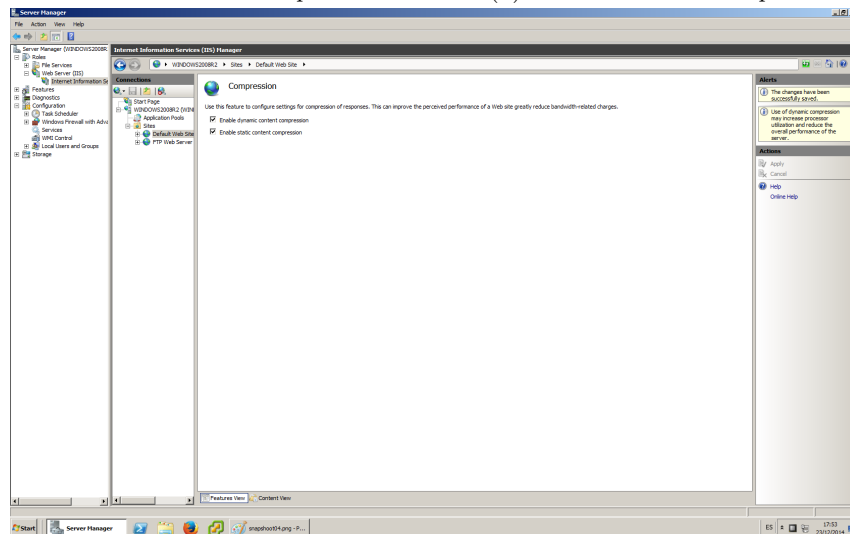 Server Manager
File Action View Help
Server Manager (WINDOWS2008R
Roles
File Services
Web Server (IIS)
Internet Information Se
Features
Diagnostics
Configuration
Task Scheduler
Windows Firewall with Adva
Services
WMI Control
Local Users and Groups
Storage
Internet Information Services (IIS) Manager
WINDOWS2008R2 Sites Default Web Site
Connections
Start Page
WINDOWS2008R2 (WIN
Application Pools
Sites
Default Web Site
FTP Web Server
Compression
Use this feature to configure settings for compression of responses. This can improve the perceived performance of a Web site greatly reduce bandwidth-related charges.
Enable dynamic content compression
Enable static content compression
Features View Content View
Alerts
The changes have been
successfully saved.
Use of dynamic compression
may increase processor
utilization and reduce the
overall performance of the
server.
Actions
Apply
Cancel
Help
Online Help
Start Server Manager snapshoot04.png - P... ES 17:53
23/12/2014